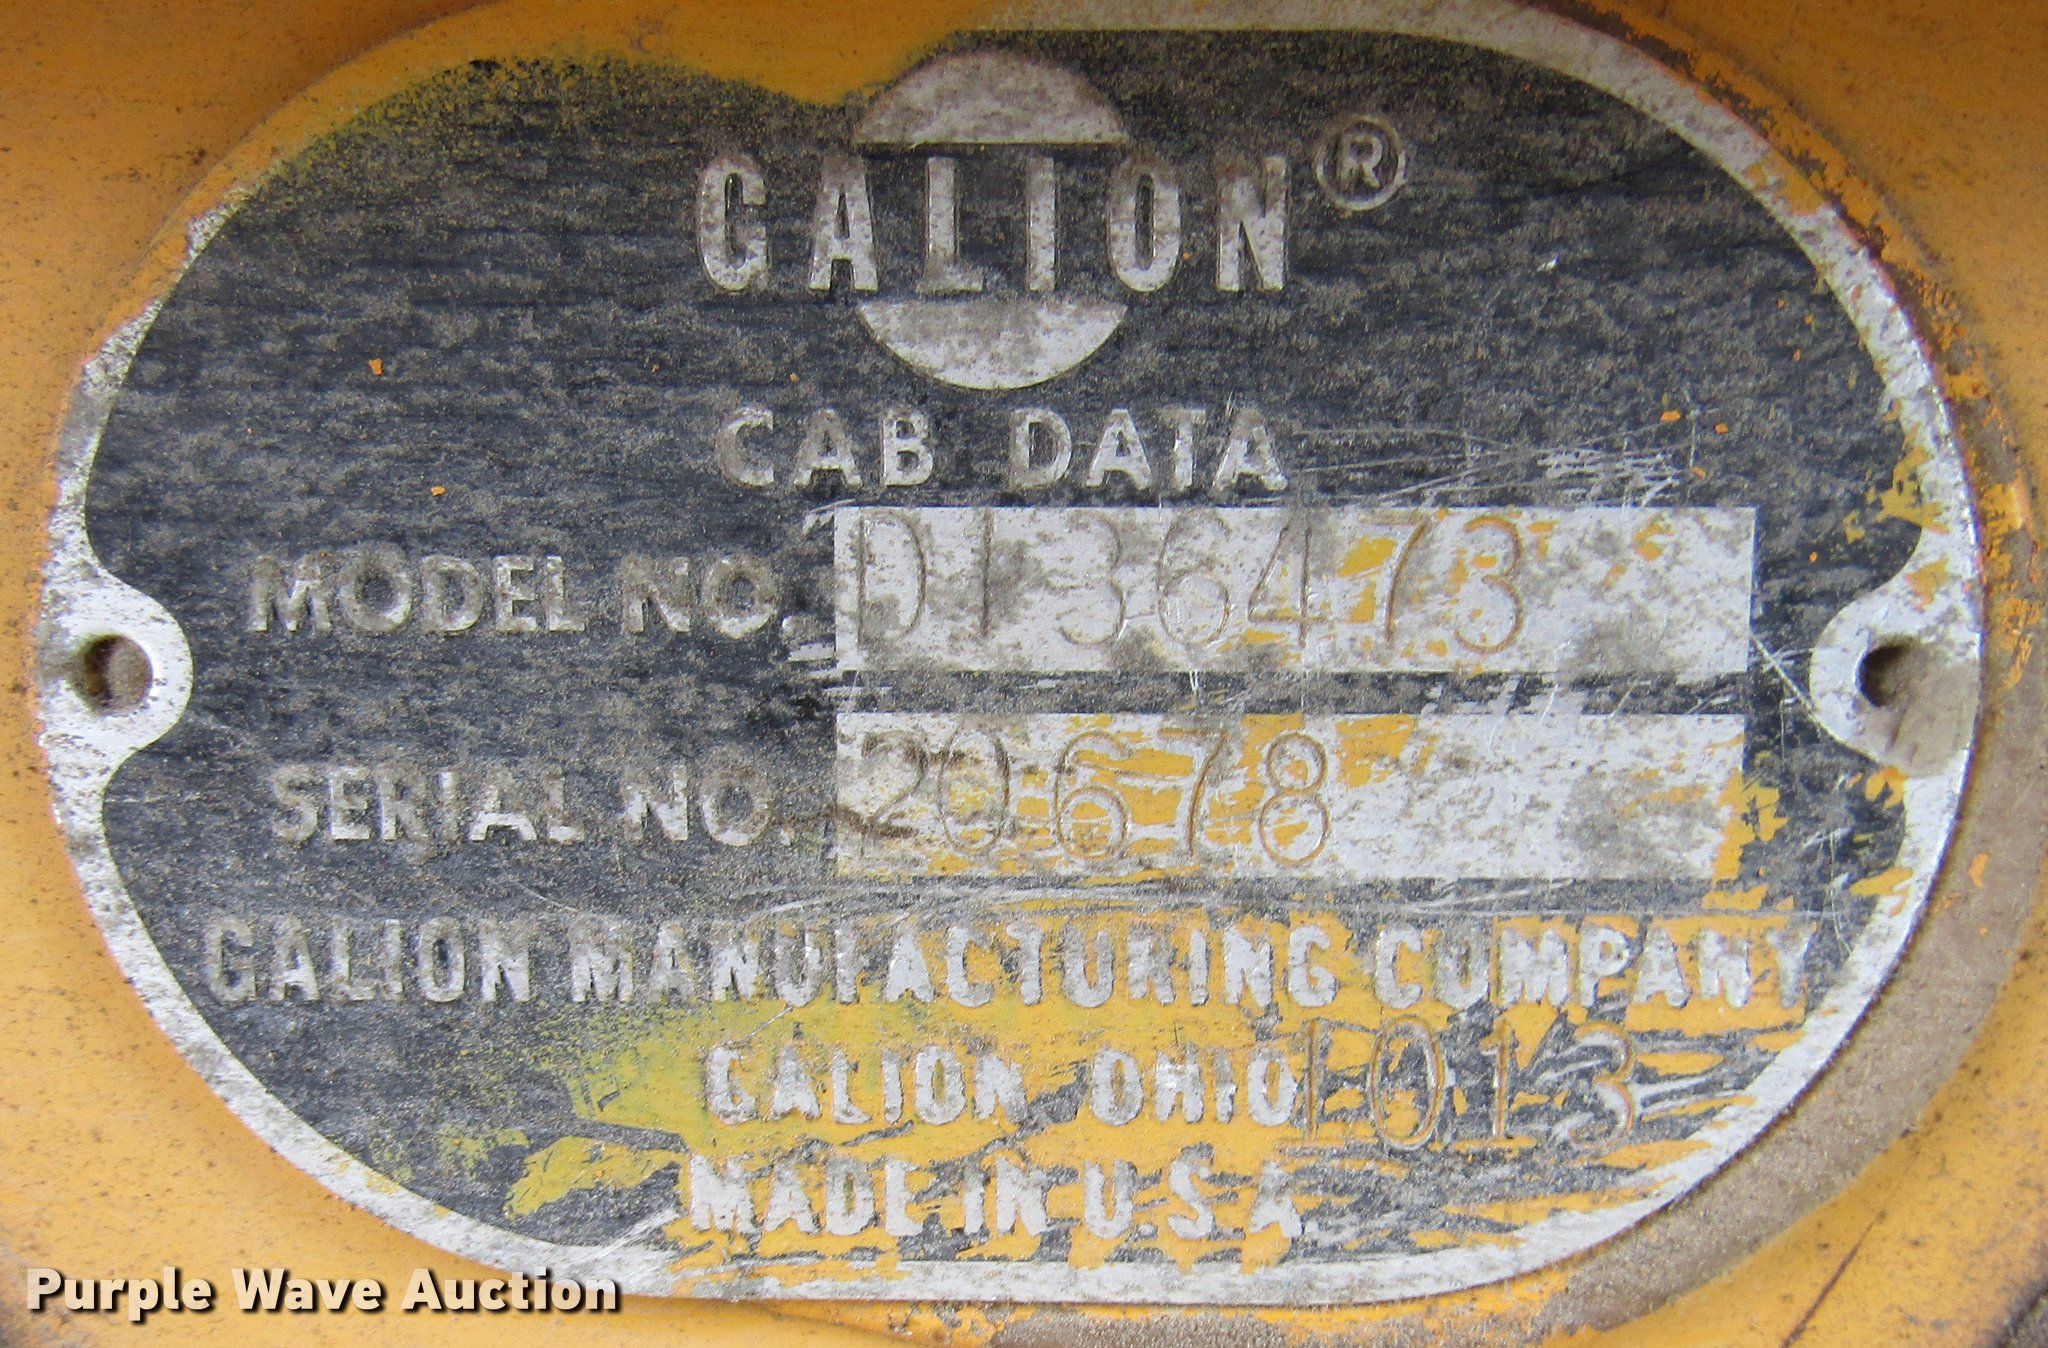 GALION®
CAB DATA
MODEL NO. D136473
SERIAL NO. 20678
GALION MANUFACTURING COMPANY
GALION OHIO 1013
MADE IN U.S.A.
Purple Wave Auction